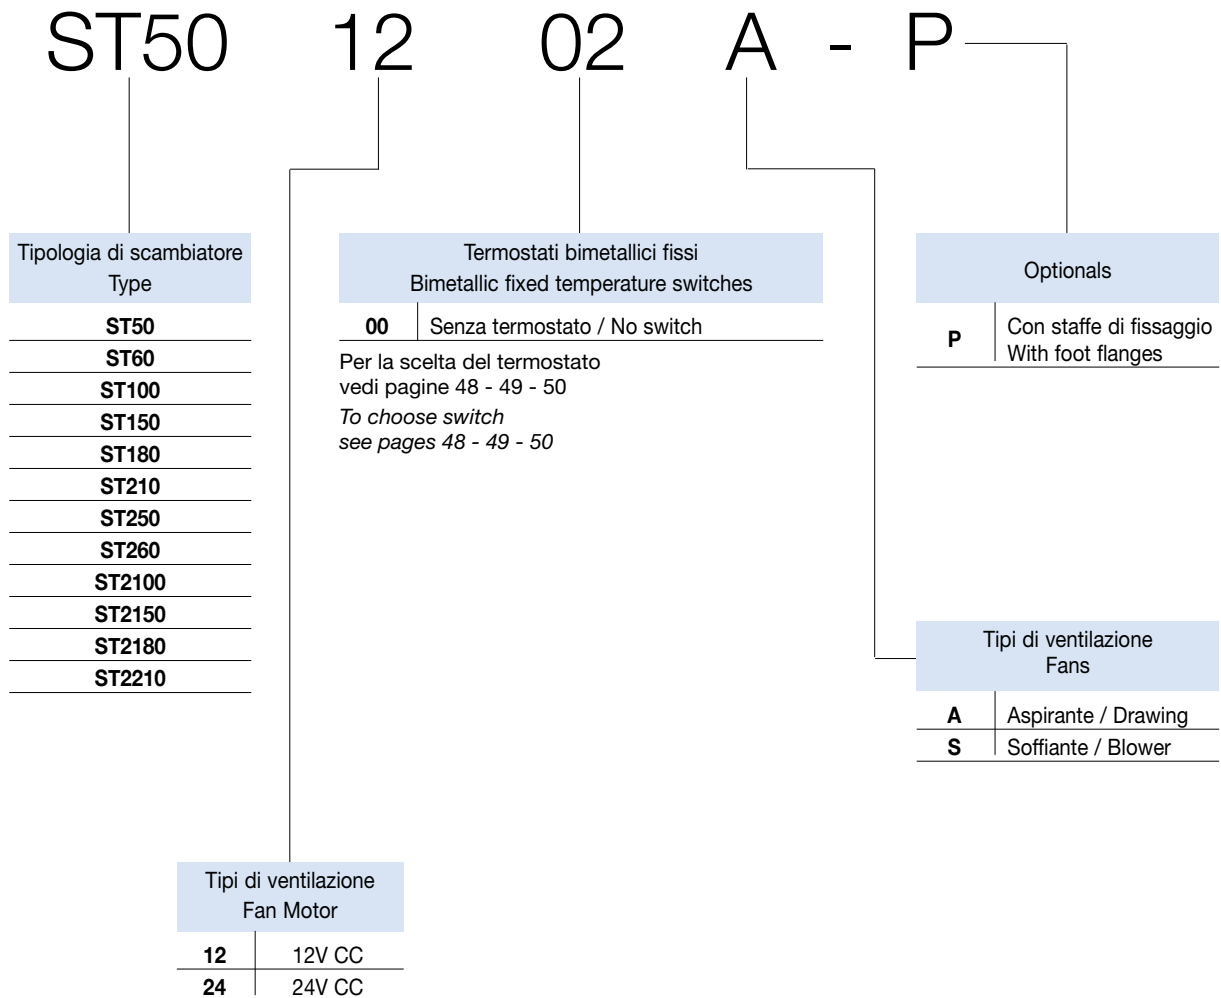 ST50 12 02 A - P
Tipologia di scambiatore
Type
ST50
ST60
ST100
ST150
ST180
ST210
ST250
ST260
ST2100
ST2150
ST2180
ST2210
Termostati bimetallici fissi
Bimetallic fixed temperature switches
00 Senza termostato / No switch
Per la scelta del termostato
vedi pagine 48 - 49 - 50
To choose switch
see pages 48 - 49 - 50
Optionals
P Con staffe di fissaggio
With foot flanges
Tipi di ventilazione
Fans
A Aspirante / Drawing
S Soffiante / Blower
Tipi di ventilazione
Fan Motor
12 12V CC
24 24V CC